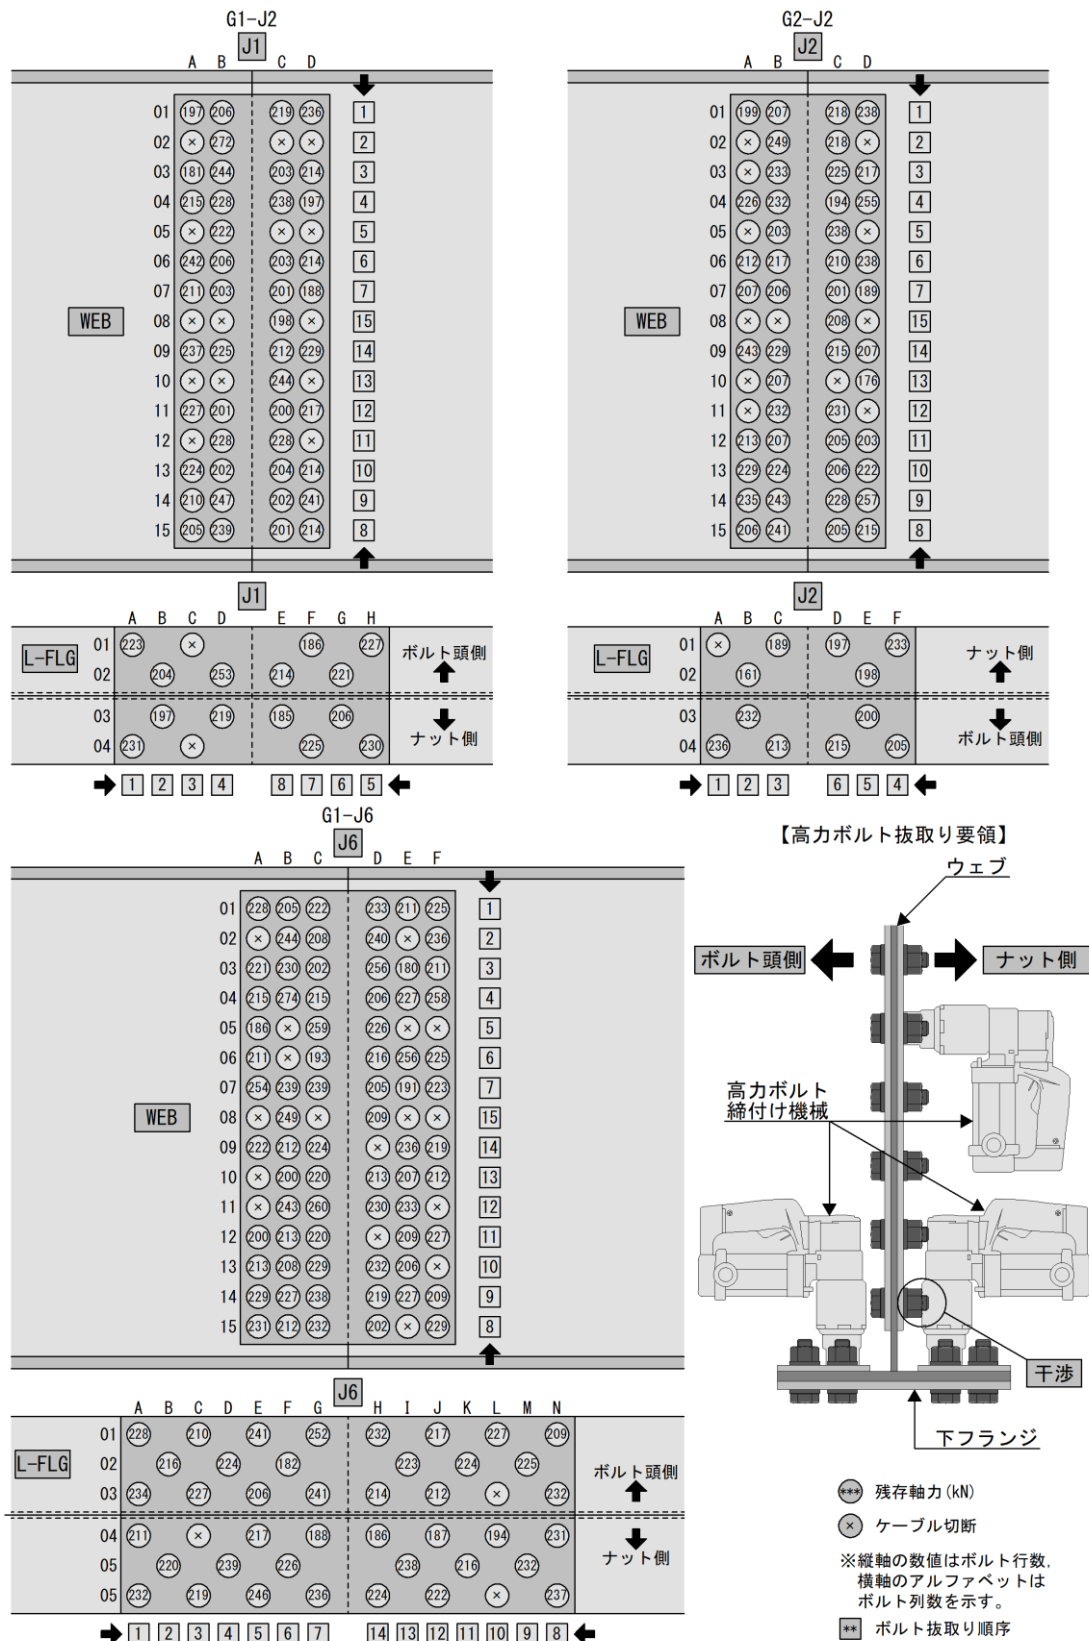 G1-J2
J1
A B C D
01 197 206 219 236 1
02 × 272 × × 2
03 181 244 203 214 3
04 215 228 238 197 4
05 × 222 × × 5
06 242 206 203 214 6
07 211 203 201 188 7
WEB 08 × × 198 × 15
09 237 225 212 229 14
10 × × 244 × 13
11 227 201 200 217 12
12 × 228 228 × 11
13 224 202 204 214 10
14 210 247 202 241 9
15 205 239 201 214 8
J1
A B C D E F G H
L-FLG
01 223 × 186 227
02 204 253 214 221
03 197 219 185 206
04 231 × 225 230
ボルト頭側
ナット側
1 2 3 4 8 7 6 5
G2-J2
J2
A B C D
01 199 207 218 238 1
02 × 249 218 × 2
03 × 233 225 217 3
04 226 232 194 255 4
05 × 203 238 × 5
06 212 217 210 238 6
07 207 206 201 189 7
WEB 08 × × 208 × 15
09 243 229 215 207 14
10 × 207 × 176 13
11 × 232 231 × 12
12 213 207 205 203 11
13 229 224 206 222 10
14 235 243 228 257 9
15 206 241 205 215 8
J2
A B C D E F
L-FLG
01 × 189 197 233
02 161 198
03 232 200
04 236 213 215 205
ナット側
ボルト頭側
1 2 3 6 5 4
G1-J6
J6
A B C D E F
01 228 205 222 233 211 225 1
02 × 244 208 240 × 236 2
03 221 230 202 256 180 211 3
04 215 274 215 206 227 258 4
05 186 × 259 226 × × 5
06 211 × 193 216 256 225 6
07 254 239 239 205 191 223 7
WEB 08 × 249 × 209 × × 15
09 222 212 224 × 236 219 14
10 × 200 220 213 207 212 13
11 × 243 260 230 233 × 12
12 200 213 220 × 209 227 11
13 213 208 229 232 206 × 10
14 229 227 238 219 227 209 9
15 231 212 232 202 × 229 8
J6
A B C D E F G H I J K L M N
L-FLG
01 228 210 241 252 232 217 227 209
02 216 224 182 223 224 225
03 234 227 206 241 214 212 × 232
04 211 × 217 188 186 187 194 231
05 220 239 226 238 216 232
05 232 219 246 236 224 222 × 237
ボルト頭側
ナット側
1 2 3 4 5 6 7 14 13 12 11 10 9 8
【高力ボルト抜取り要領】
ウェブ
ボルト頭側
ナット側
高力ボルト
締付け機械
干渉
下フランジ
*** 残存軸力(kN)
× ケーブル切断
※縦軸の数値はボルト行数,
横軸のアルファベットは
ボルト列数を示す。
** ボルト抜取り順序